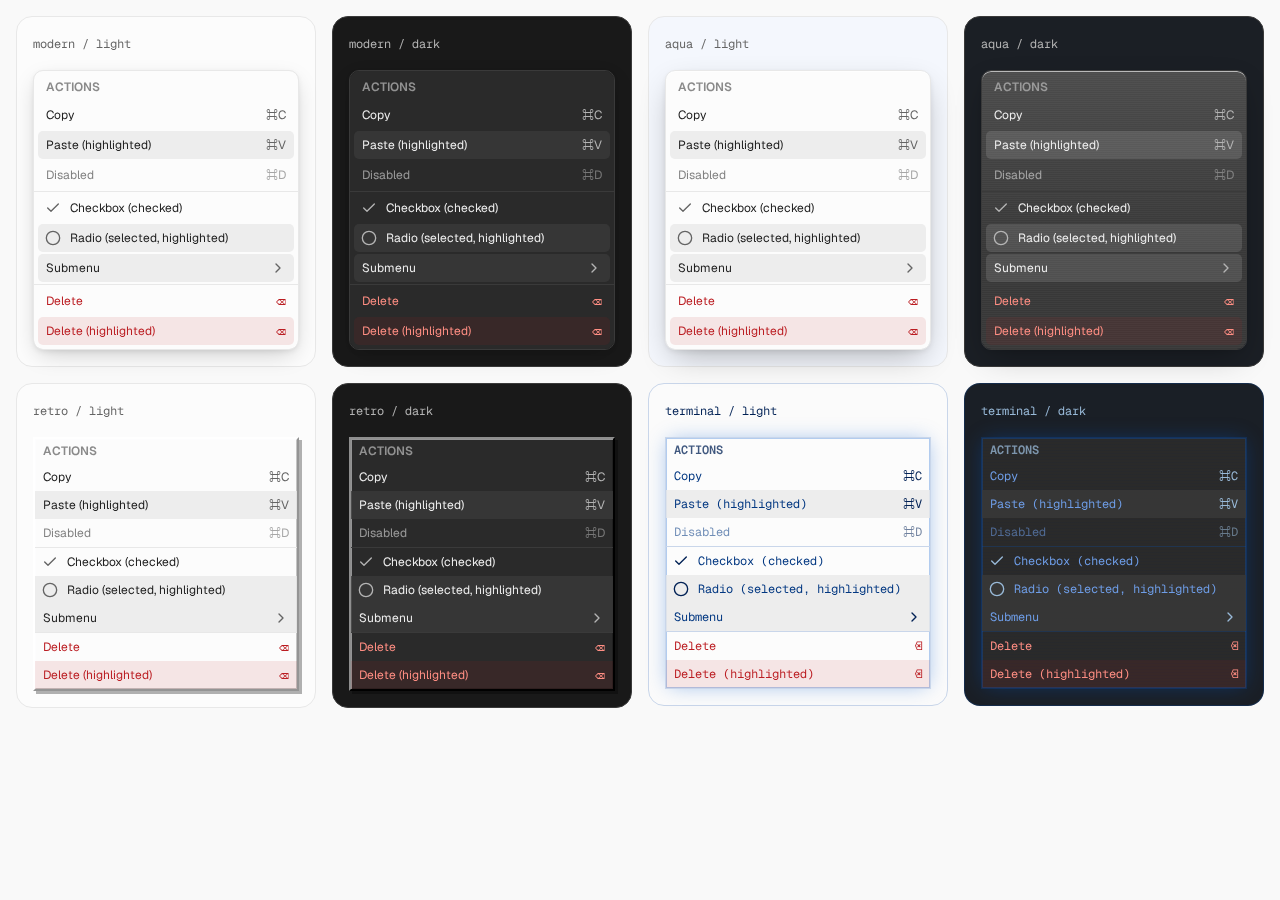 modern / light
ACTIONS
Copy ⌘C
Paste (highlighted) ⌘V
Disabled ⌘D
Checkbox (checked)
Radio (selected, highlighted)
Submenu
Delete ⌫
Delete (highlighted) ⌫
modern / dark
ACTIONS
Copy ⌘C
Paste (highlighted) ⌘V
Disabled ⌘D
Checkbox (checked)
Radio (selected, highlighted)
Submenu
Delete ⌫
Delete (highlighted) ⌫
aqua / light
ACTIONS
Copy ⌘C
Paste (highlighted) ⌘V
Disabled ⌘D
Checkbox (checked)
Radio (selected, highlighted)
Submenu
Delete ⌫
Delete (highlighted) ⌫
aqua / dark
ACTIONS
Copy ⌘C
Paste (highlighted) ⌘V
Disabled ⌘D
Checkbox (checked)
Radio (selected, highlighted)
Submenu
Delete ⌫
Delete (highlighted) ⌫
retro / light
ACTIONS
Copy ⌘C
Paste (highlighted) ⌘V
Disabled ⌘D
Checkbox (checked)
Radio (selected, highlighted)
Submenu
Delete ⌫
Delete (highlighted) ⌫
retro / dark
ACTIONS
Copy ⌘C
Paste (highlighted) ⌘V
Disabled ⌘D
Checkbox (checked)
Radio (selected, highlighted)
Submenu
Delete ⌫
Delete (highlighted) ⌫
terminal / light
ACTIONS
Copy ⌘C
Paste (highlighted) ⌘V
Disabled ⌘D
Checkbox (checked)
Radio (selected, highlighted)
Submenu
Delete ⌫
Delete (highlighted) ⌫
terminal / dark
ACTIONS
Copy ⌘C
Paste (highlighted) ⌘V
Disabled ⌘D
Checkbox (checked)
Radio (selected, highlighted)
Submenu
Delete ⌫
Delete (highlighted) ⌫